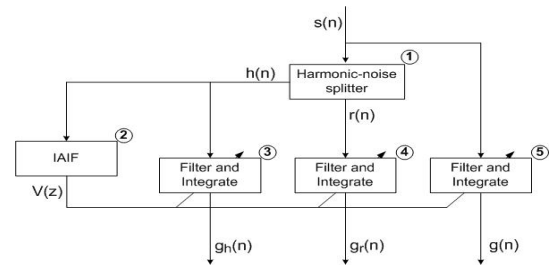 s(n)
1
h(n)
Harmonic-noise
splitter
r(n)
2
IAIF
3
Filter and
Integrate
4
Filter and
Integrate
5
Filter and
Integrate
V(z)
gh(n)
gr(n)
g(n)